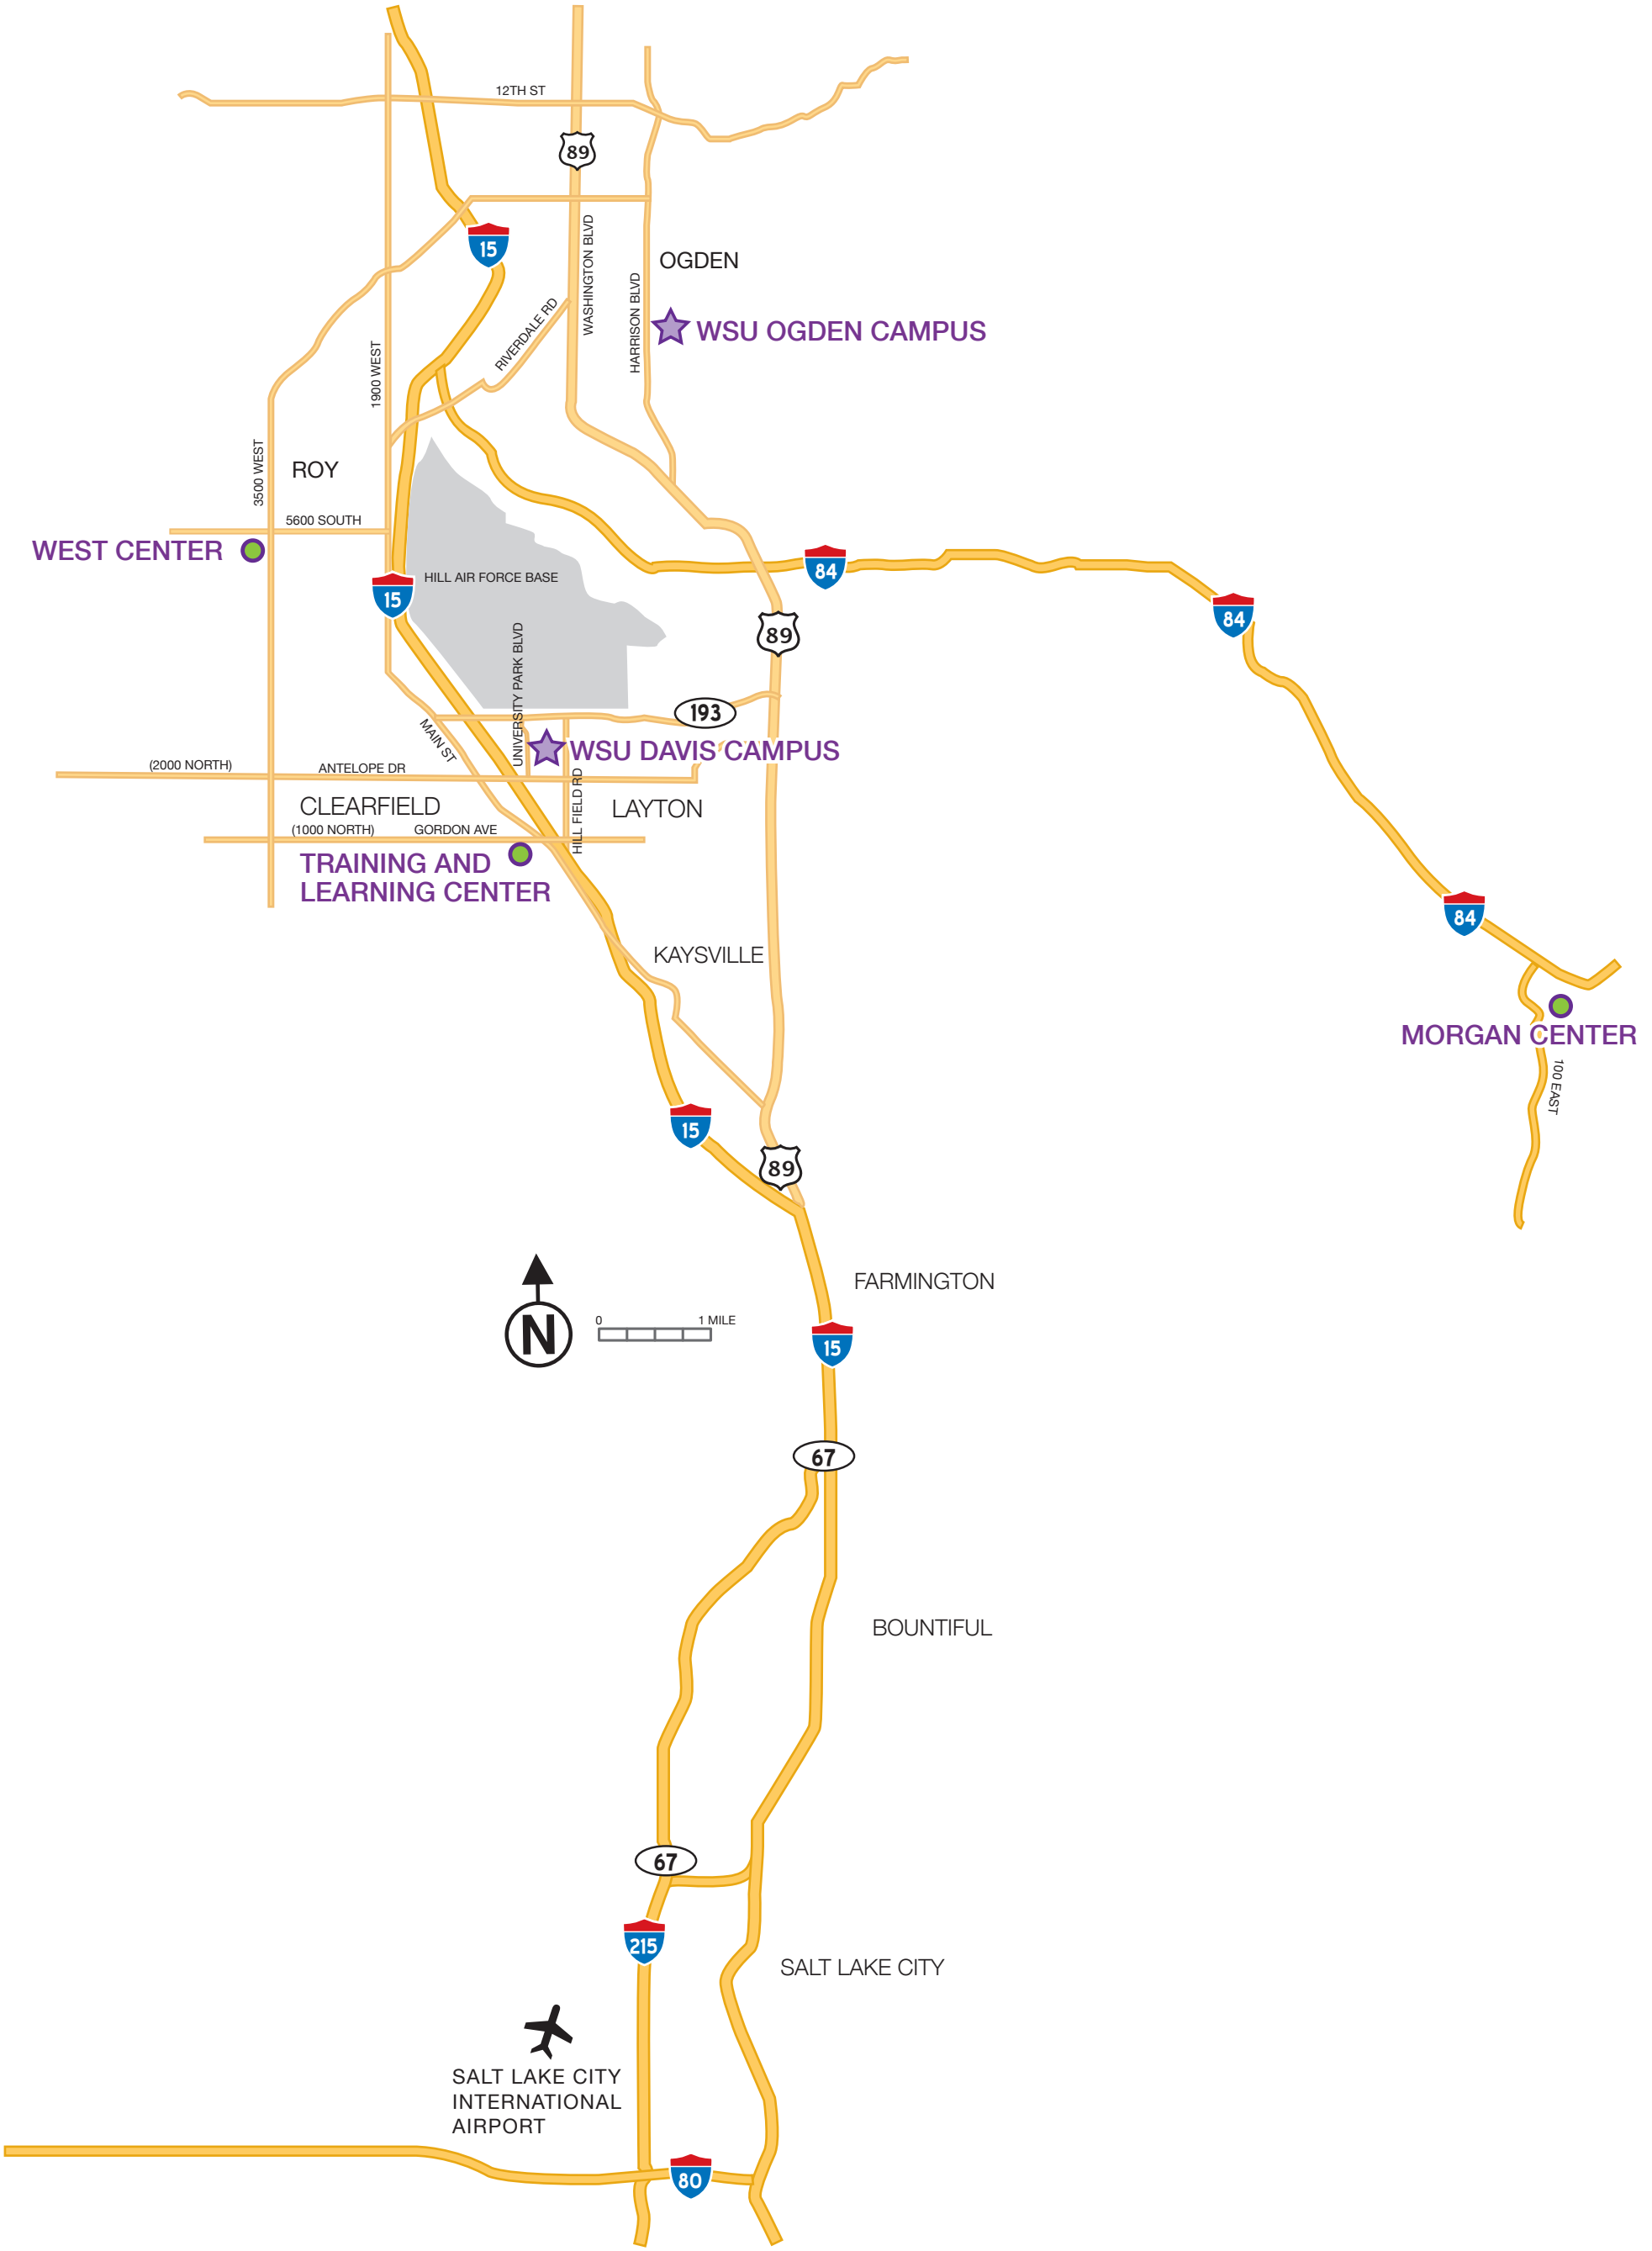 12TH ST
89
15
WASHINGTON BLVD
OGDEN
HARRISON BLVD
RIVERDALE RD
WSU OGDEN CAMPUS
1900 WEST
3500 WEST
ROY
5600 SOUTH
WEST CENTER
HILL AIR FORCE BASE
84
15
84
89
UNIVERSITY PARK BLVD
193
MAIN ST
WSU DAVIS CAMPUS
(2000 NORTH)
ANTELOPE DR
CLEARFIELD
HILL FIELD RD
LAYTON
(1000 NORTH)
GORDON AVE
TRAINING AND
LEARNING CENTER
84
KAYSVILLE
MORGAN CENTER
100 EAST
15
89
FARMINGTON
N
0
1 MILE
15
67
BOUNTIFUL
67
215
SALT LAKE CITY
SALT LAKE CITY
INTERNATIONAL
AIRPORT
80